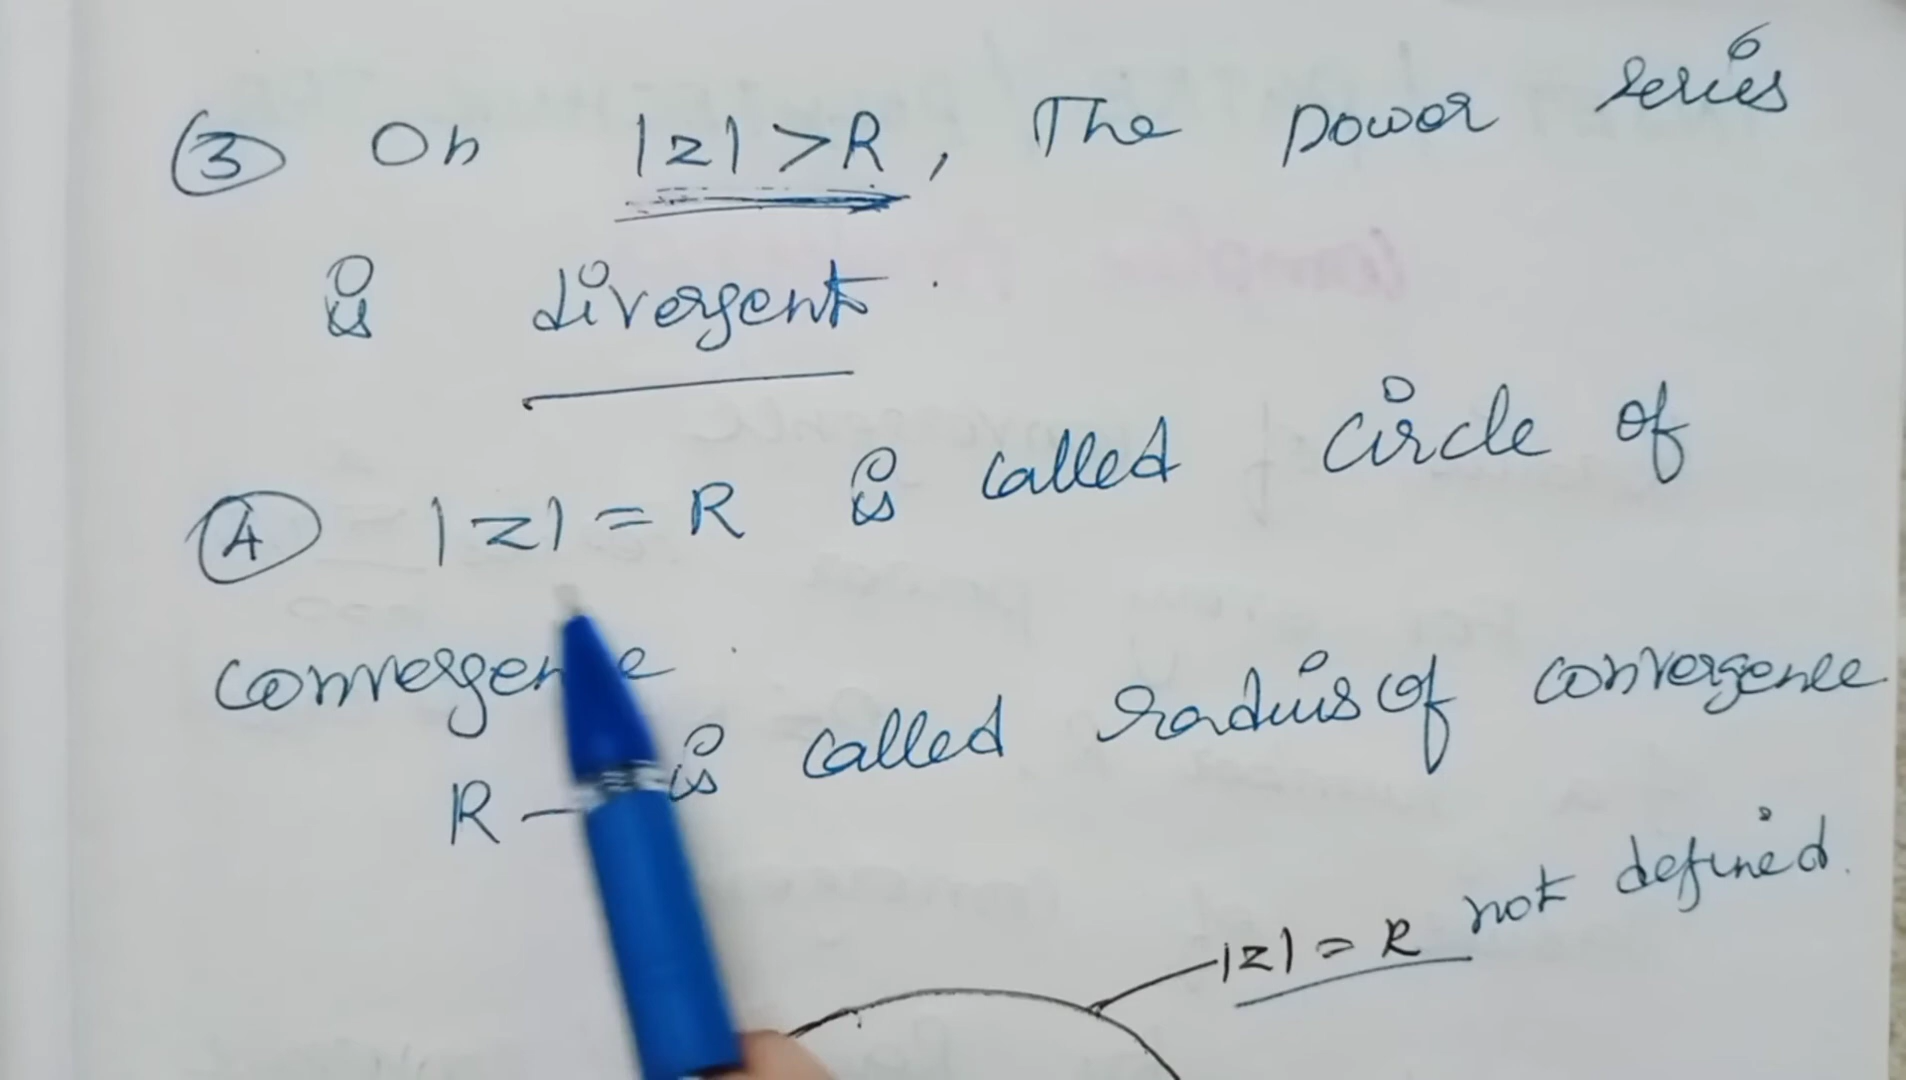 ③ On |z| > R, The power series
is divergent.
④ |z| = R is called circle of
convergence.
R — is called radius of convergence
|z| = R not defined.